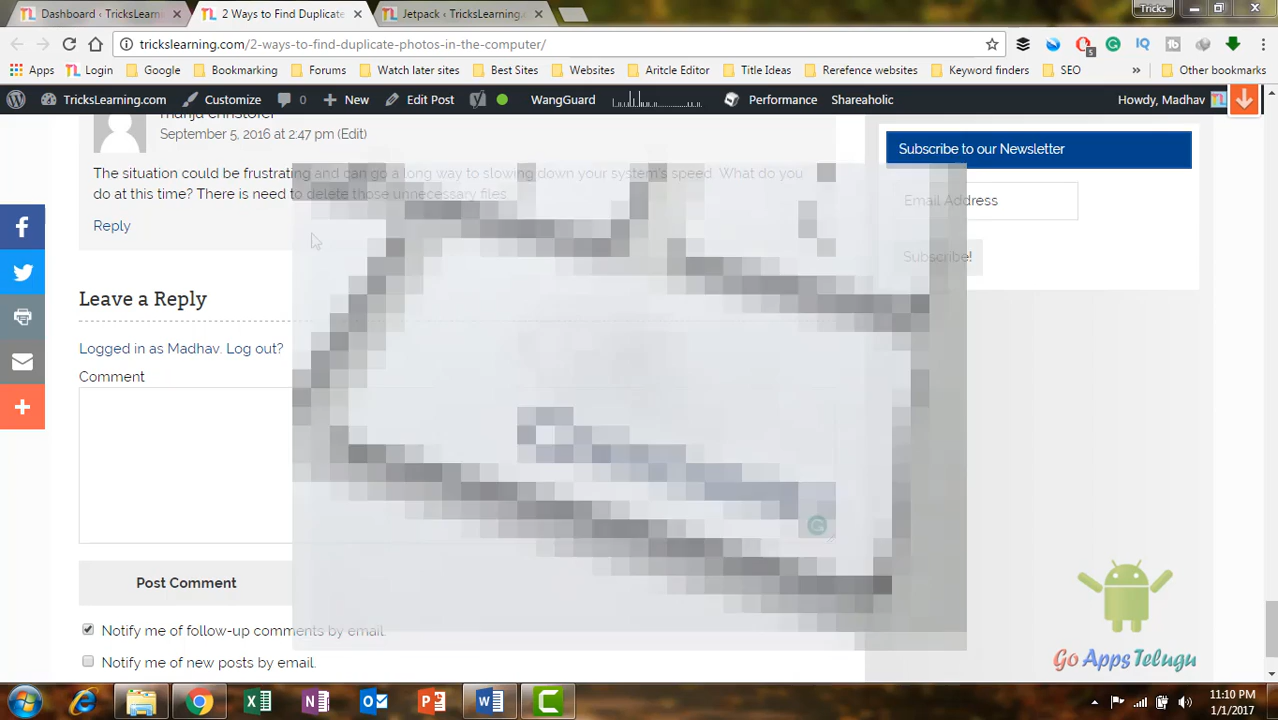 Dashboard ‹ TricksLearni
2 Ways to Find Duplicate
Jetpack ‹ TricksLearning.c
Tricks
trickslearning.com/2-ways-to-find-duplicate-photos-in-the-computer/
5
Apps
Login
Google
Bookmarking
Forums
Watch later sites
Best Sites
Websites
Aritcle Editor
Title Ideas
Rerefence websites
Keyword finders
SEO
»
Other bookmarks
TricksLearning.com
Customize
0
New
Edit Post
WangGuard
Performance
Shareaholic
Howdy, Madhav
September 5, 2016 at 2:47 pm (Edit)
The situation could be frustrating and can go a long way to slowing down your system's speed. What do you
do at this time? There is need to delete those unnecessary files.
Reply
Leave a Reply
Logged in as Madhav. Log out?
Comment
Post Comment
Notify me of follow-up comments by email.
Notify me of new posts by email.
Subscribe to our Newsletter
Email Address
Subscribe!
Go AppsTelugu
11:10 PM
1/1/2017